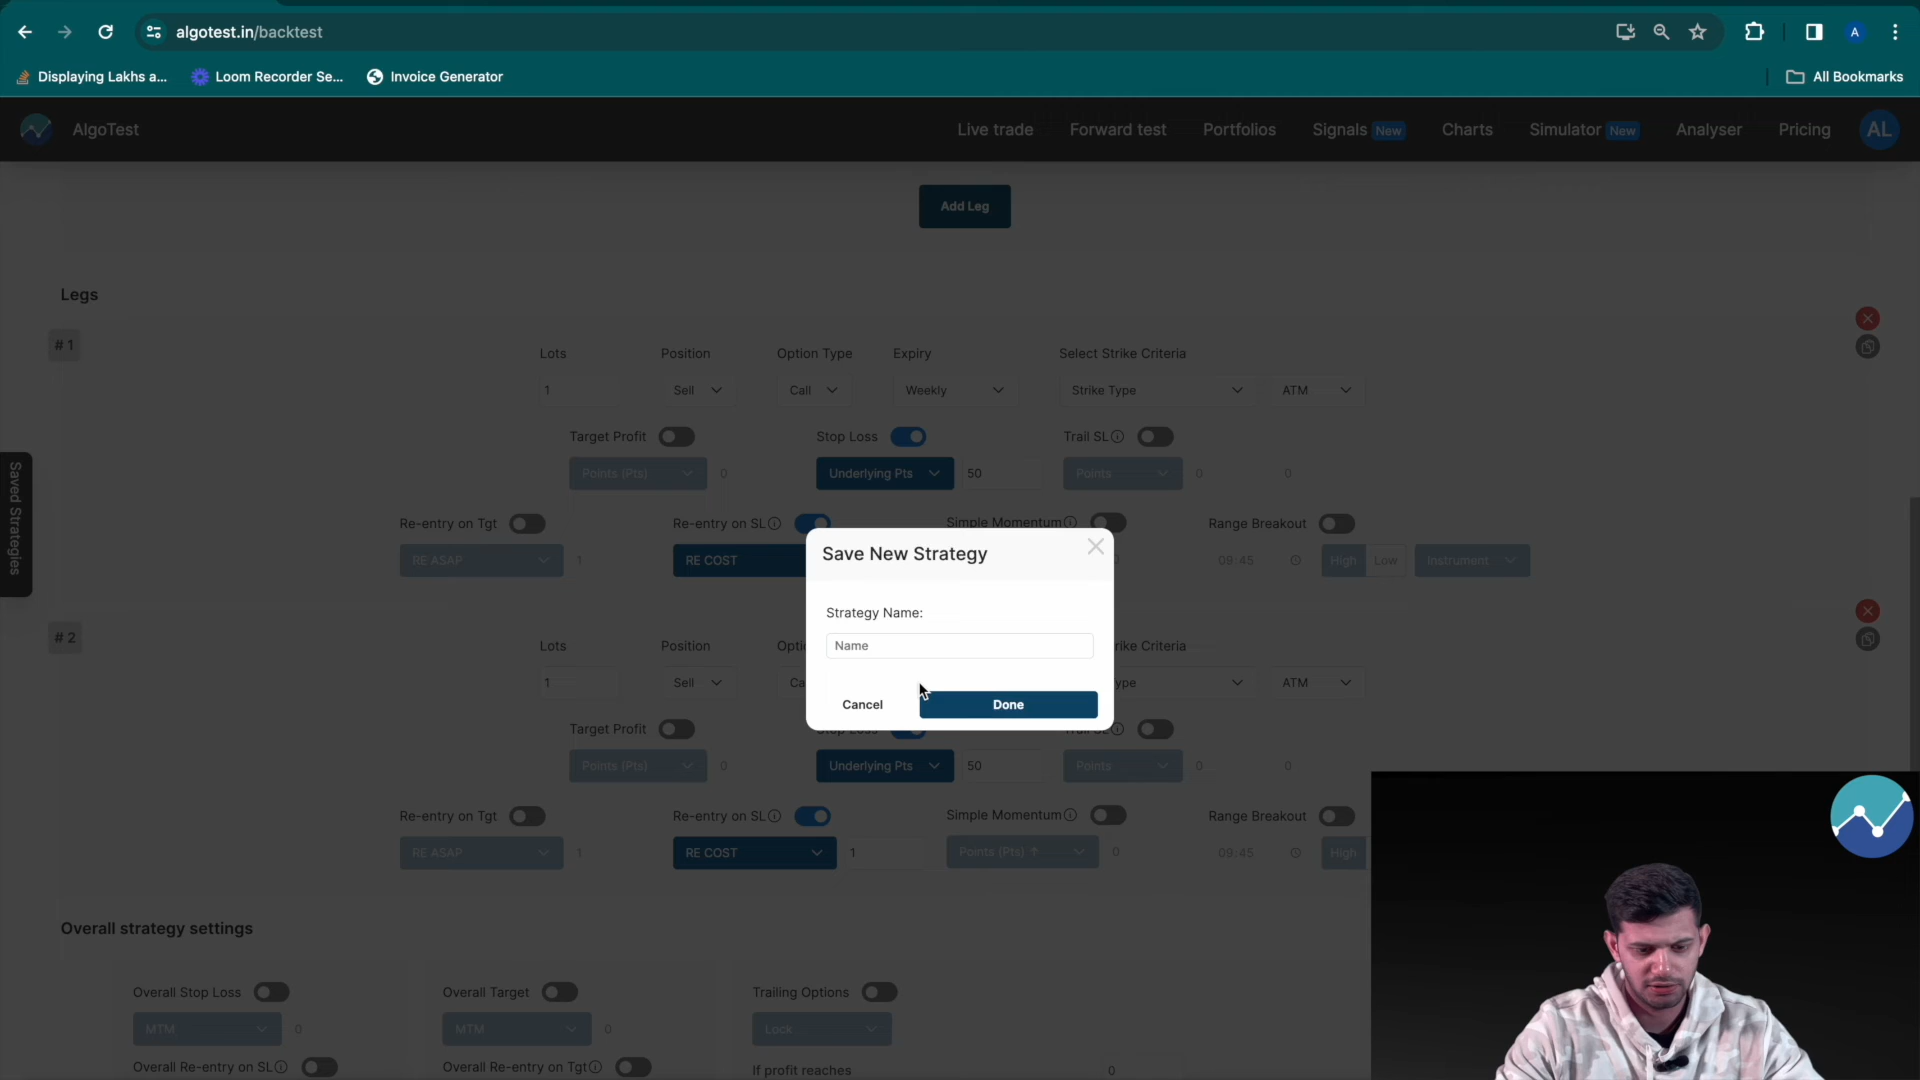 algotest.in/backtest
Displaying Lakhs a...
Loom Recorder Se...
Invoice Generator
All Bookmarks
A
AlgoTest
Live trade
Forward test
Portfolios
Signals New
Charts
Simulator New
Analyser
Pricing
AL
Add Leg
Legs
# 1
Lots
Position
Option Type
Expiry
Select Strike Criteria
1
Sell
Call
Weekly
Strike Type
ATM
Target Profit
Stop Loss
Trail SL
Points (Pts)
0
Underlying Pts
50
Points
0
0
Re-entry on Tgt
Re-entry on SL
Simple Momentum
Range Breakout
RE ASAP
1
RE COST
09:45
High
Low
Instrument.
Saved Strategies
Save New Strategy
Strategy Name:
Name
Cancel
Done
# 2
Lots
Position
1
Sell
ATM
Target Profit
Points (Pts)
0
Underlying Pts
50
Points
0
0
Re-entry on Tgt
Re-entry on SL
Simple Momentum
Range Breakout
RE ASAP
1
RE COST
1
Points (Pts) ↑
0
09:45
High
Overall strategy settings
Overall Stop Loss
Overall Target
Trailing Options
MTM
0
MTM
0
Lock
Overall Re-entry on SL
Overall Re-entry on Tgt
If profit reaches
0